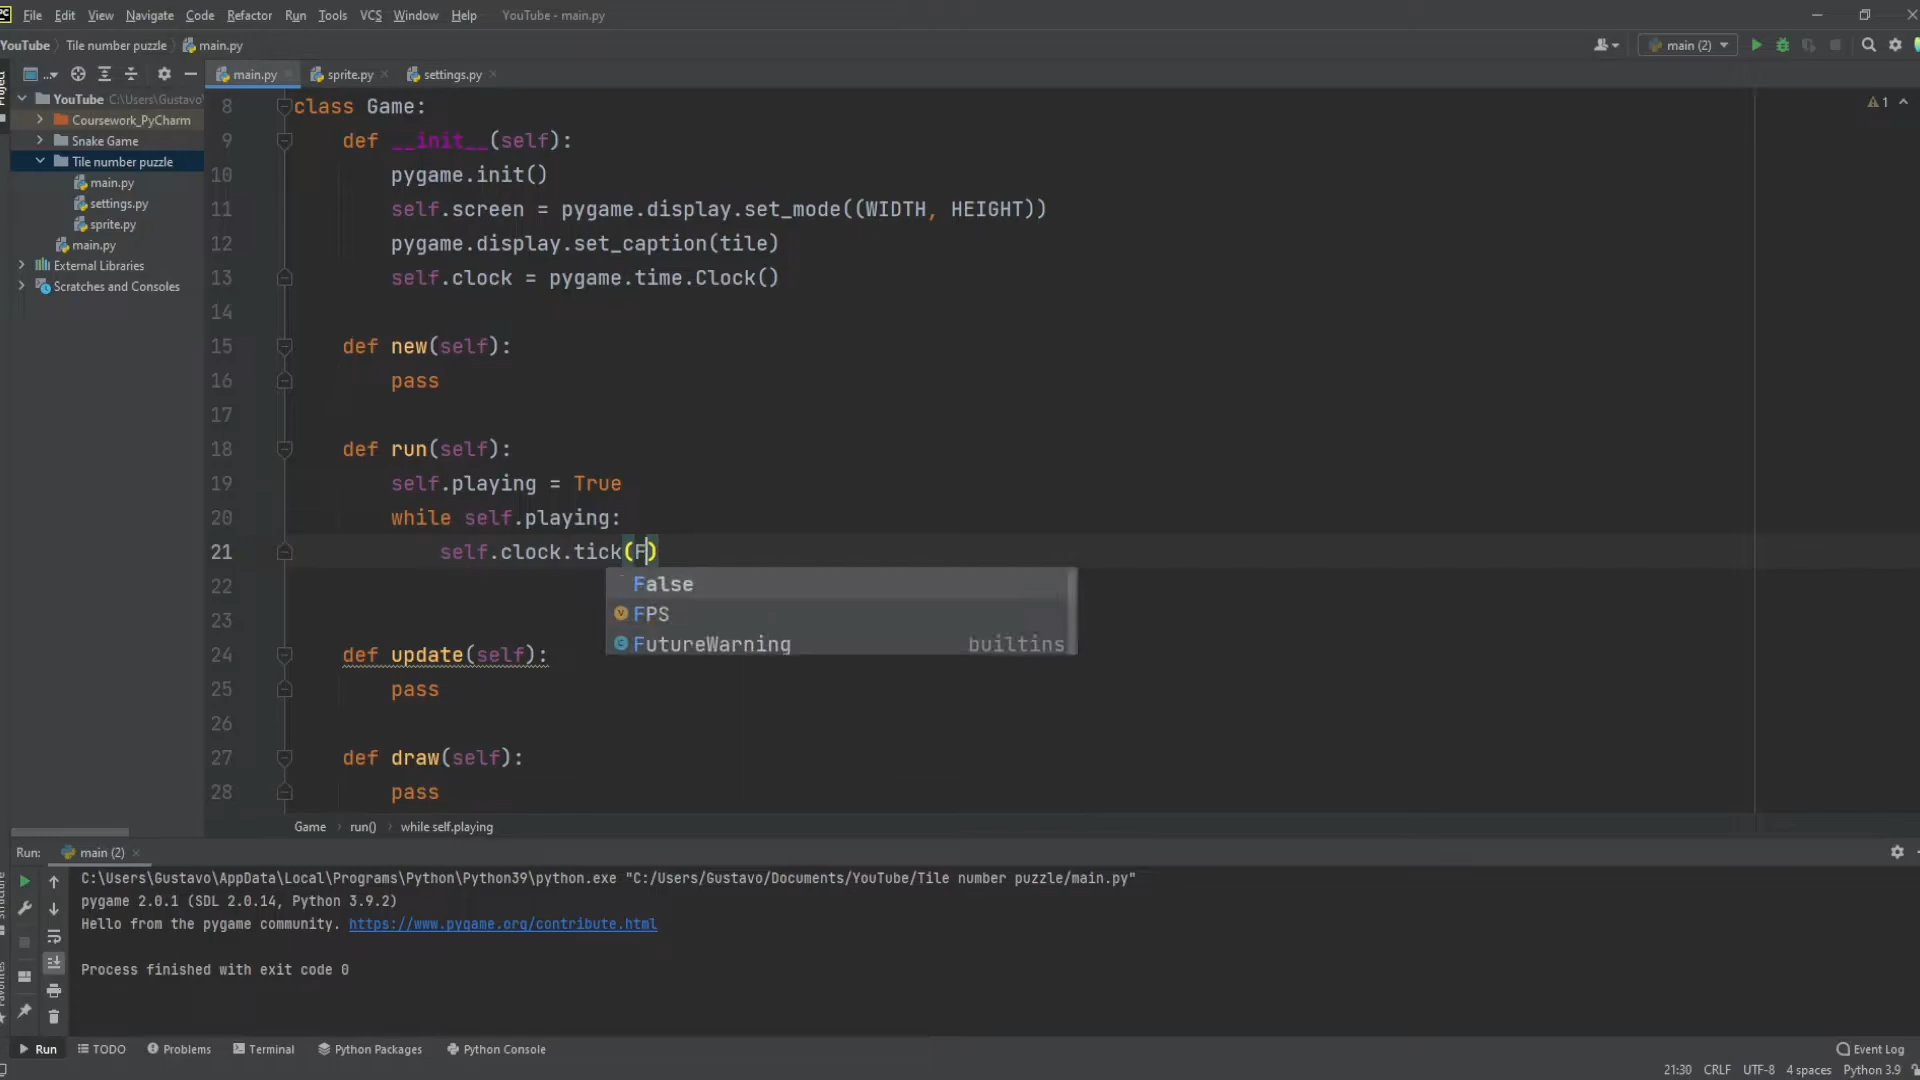 PC File Edit View Navigate Code Refactor Run Tools VCS Window Help YouTube - main.py
YouTube Tile number puzzle main.py main (2)
... main.py sprite.py settings.py
Project
YouTube C:\Users\Gustavo\
Coursework_PyCharm
Snake Game
Tile number puzzle
main.py
settings.py
sprite.py
main.py
External Libraries
Scratches and Consoles
1
8 class Game:
9 def __init__(self):
10 pygame.init()
11 self.screen = pygame.display.set_mode((WIDTH, HEIGHT))
12 pygame.display.set_caption(tile)
13 self.clock = pygame.time.Clock()
14
15 def new(self):
16 pass
17
18 def run(self):
19 self.playing = True
20 while self.playing:
21 self.clock.tick(F)
22
23
24 def update(self):
25 pass
26
27 def draw(self):
28 pass
False
FPS
FutureWarning builtins
Game run() while self.playing
Run: main (2)
C:\Users\Gustavo\AppData\Local\Programs\Python\Python39\python.exe "C:/Users/Gustavo/Documents/YouTube/Tile number puzzle/main.py"
pygame 2.0.1 (SDL 2.0.14, Python 3.9.2)
Hello from the pygame community. https://www.pygame.org/contribute.html
Process finished with exit code 0
Structure
Favorites
Run TODO Problems Terminal Python Packages Python Console Event Log
21:30 CRLF UTF-8 4 spaces Python 3.9